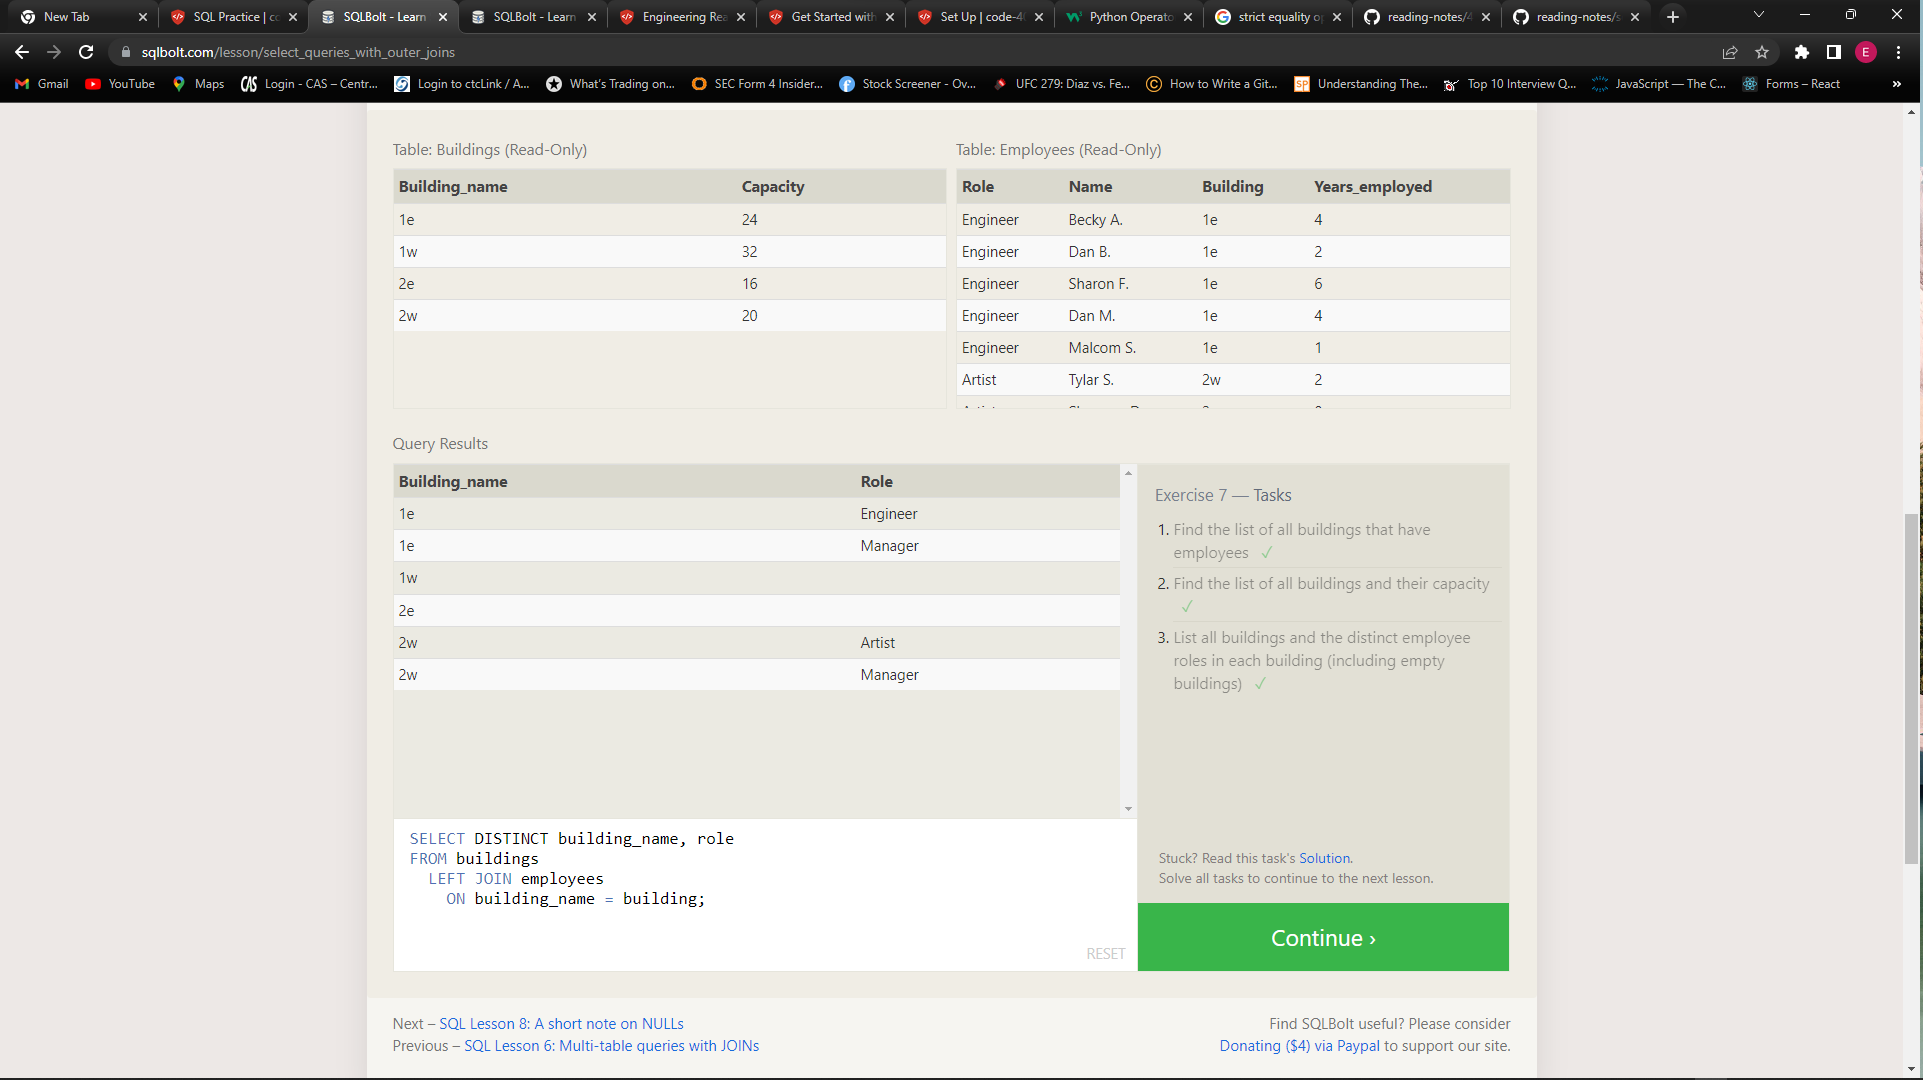 New Tab
SQL Practice | c
SQLBolt - Learn
SQLBolt - Learn
Engineering Rea
Get Started with
Set Up | code-4
Python Operato
strict equality o
reading-notes/4
reading-notes/s
sqlbolt.com/lesson/select_queries_with_outer_joins
E
Gmail
YouTube
Maps
Login - CAS – Centr...
Login to ctcLink / A...
What's Trading on...
SEC Form 4 Insider...
Stock Screener - Ov...
UFC 279: Diaz vs. Fe...
How to Write a Git...
Understanding The...
Top 10 Interview Q...
JavaScript — The C...
Forms – React
»
Table: Buildings (Read-Only)
Building_name Capacity
1e 24
1w 32
2e 16
2w 20
Table: Employees (Read-Only)
Role Name Building Years_employed
Engineer Becky A. 1e 4
Engineer Dan B. 1e 2
Engineer Sharon F. 1e 6
Engineer Dan M. 1e 4
Engineer Malcom S. 1e 1
Artist Tylar S. 2w 2
Query Results
Building_name Role
1e Engineer
1e Manager
1w
2e
2w Artist
2w Manager
SELECT DISTINCT building_name, role
FROM buildings
LEFT JOIN employees
ON building_name = building;
RESET
Exercise 7 — Tasks
1. Find the list of all buildings that have
employees ✓
2. Find the list of all buildings and their capacity
✓
3. List all buildings and the distinct employee
roles in each building (including empty
buildings) ✓
Stuck? Read this task's Solution.
Solve all tasks to continue to the next lesson.
Continue ›
Next – SQL Lesson 8: A short note on NULLs
Previous – SQL Lesson 6: Multi-table queries with JOINs
Find SQLBolt useful? Please consider
Donating ($4) via Paypal to support our site.